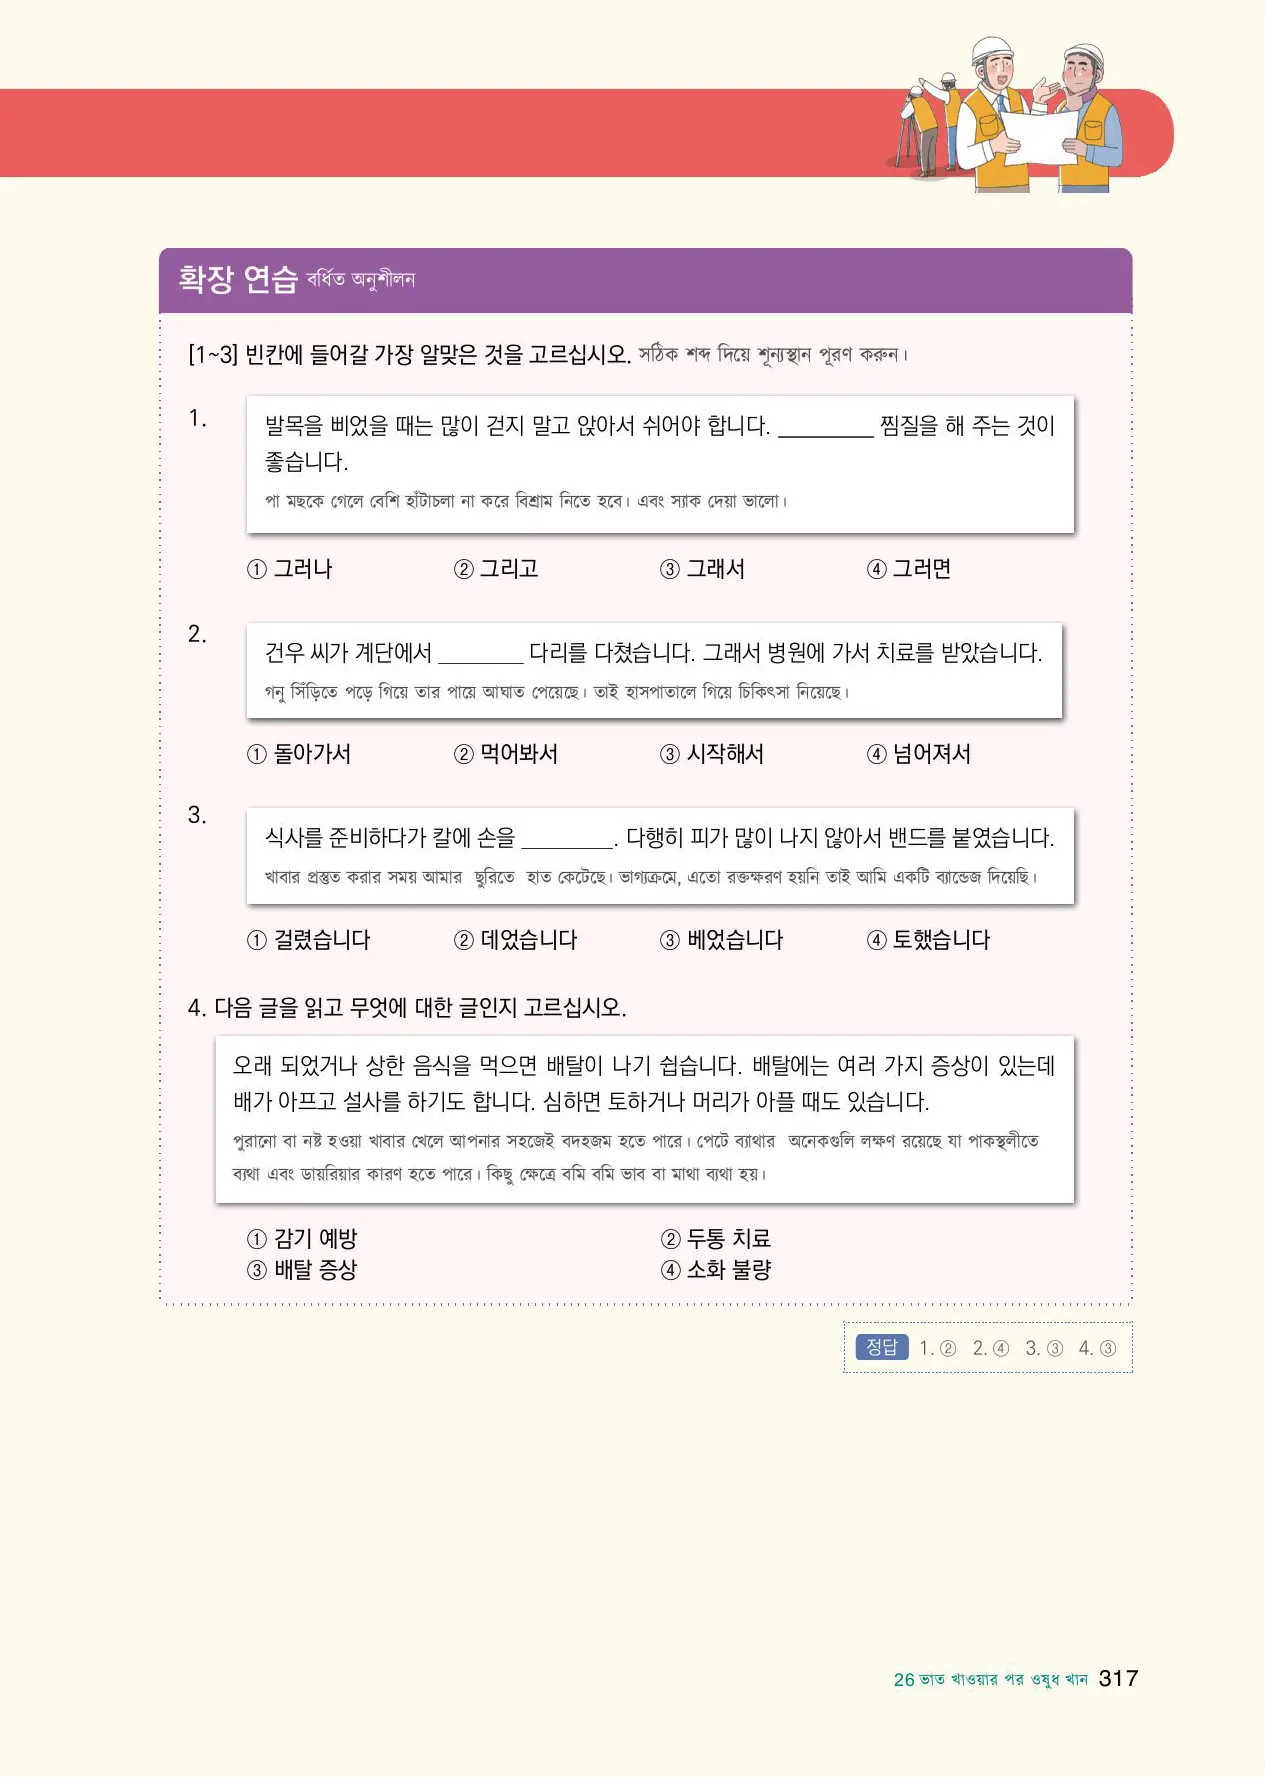 확장 연습 বর্ধিত অনুশীলন
[1~3] 빈칸에 들어갈 가장 알맞은 것을 고르십시오. সঠিক শব্দ দিয়ে শূন্যস্থান পূরণ করুন।
1.
발목을 삐었을 때는 많이 걷지 말고 앉아서 쉬어야 합니다. ________ 찜질을 해 주는 것이
좋습니다.
পা মছকে গেলে বেশি হাঁটাচলা না করে বিশ্রাম নিতে হবে। এবং স্যাক দেয়া ভালো।
① 그러나 ② 그리고 ③ 그래서 ④ 그러면
2.
건우 씨가 계단에서 ________ 다리를 다쳤습니다. 그래서 병원에 가서 치료를 받았습니다.
গনু সিঁড়িতে পড়ে গিয়ে তার পায়ে আঘাত পেয়েছে। তাই হাসপাতালে গিয়ে চিকিৎসা নিয়েছে।
① 돌아가서 ② 먹어봐서 ③ 시작해서 ④ 넘어져서
3.
식사를 준비하다가 칼에 손을 ________. 다행히 피가 많이 나지 않아서 밴드를 붙였습니다.
খাবার প্রস্তুত করার সময় আমার ছুরিতে হাত কেটেছে। ভাগ্যক্রমে, এতো রক্তক্ষরণ হয়নি তাই আমি একটি ব্যান্ডেজ দিয়েছি।
① 걸렸습니다 ② 데었습니다 ③ 베었습니다 ④ 토했습니다
4. 다음 글을 읽고 무엇에 대한 글인지 고르십시오.
오래 되었거나 상한 음식을 먹으면 배탈이 나기 쉽습니다. 배탈에는 여러 가지 증상이 있는데
배가 아프고 설사를 하기도 합니다. 심하면 토하거나 머리가 아플 때도 있습니다.
পুরানো বা নষ্ট হওয়া খাবার খেলে আপনার সহজেই বদহজম হতে পারে। পেটে ব্যাথার অনেকগুলি লক্ষণ রয়েছে যা পাকস্থলীতে
ব্যথা এবং ডায়রিয়ার কারণ হতে পারে। কিছু ক্ষেত্রে বমি বমি ভাব বা মাথা ব্যথা হয়।
① 감기 예방 ② 두통 치료
③ 배탈 증상 ④ 소화 불량
정답 1. ② 2. ④ 3. ③ 4. ③
26 ভাত খাওয়ার পর ওষুধ খান 317